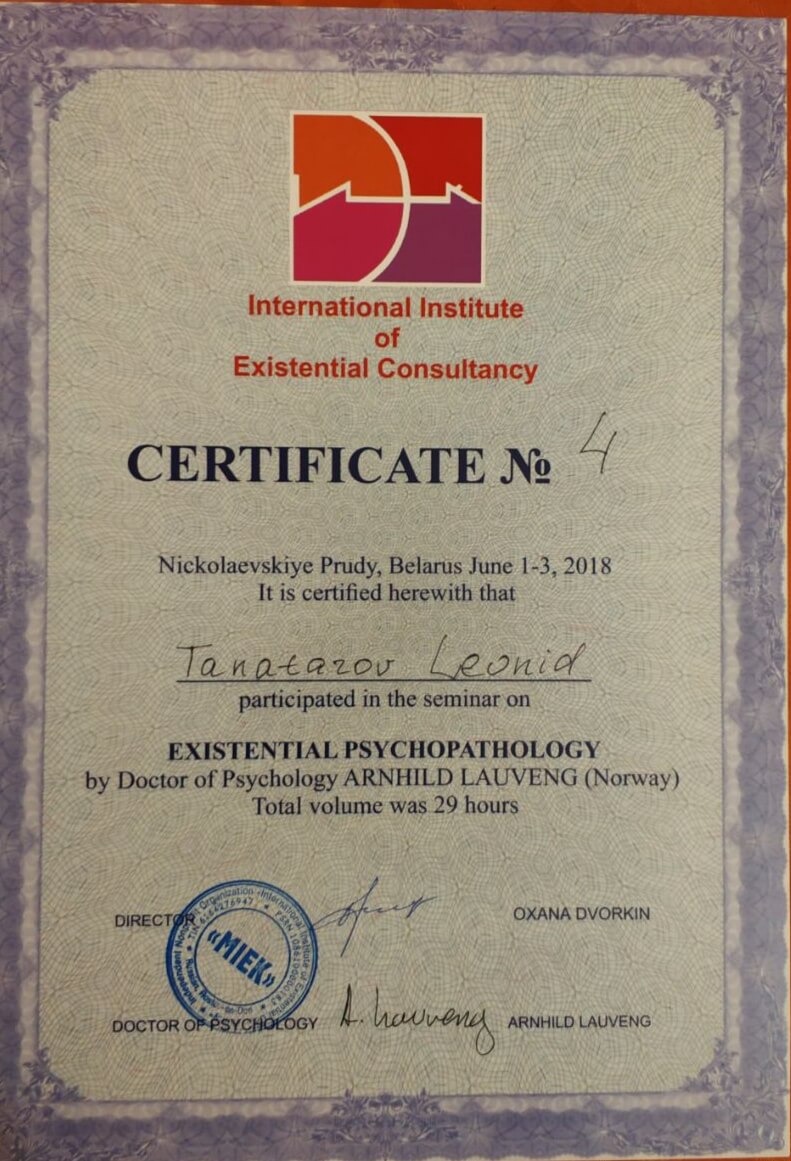 International Institute
of
Existential Consultancy
CERTIFICATE № 4
Nickolaevskiye Prudy, Belarus June 1-3, 2018
It is certified herewith that
Tanatarov Leonid
participated in the seminar on
EXISTENTIAL PSYCHOPATHOLOGY
by Doctor of Psychology ARNHILD LAUVENG (Norway)
Total volume was 29 hours
DIRECTOR
OXANA DVORKIN
«MIEK»
DOCTOR OF PSYCHOLOGY A. Lauveng ARNHILD LAUVENG